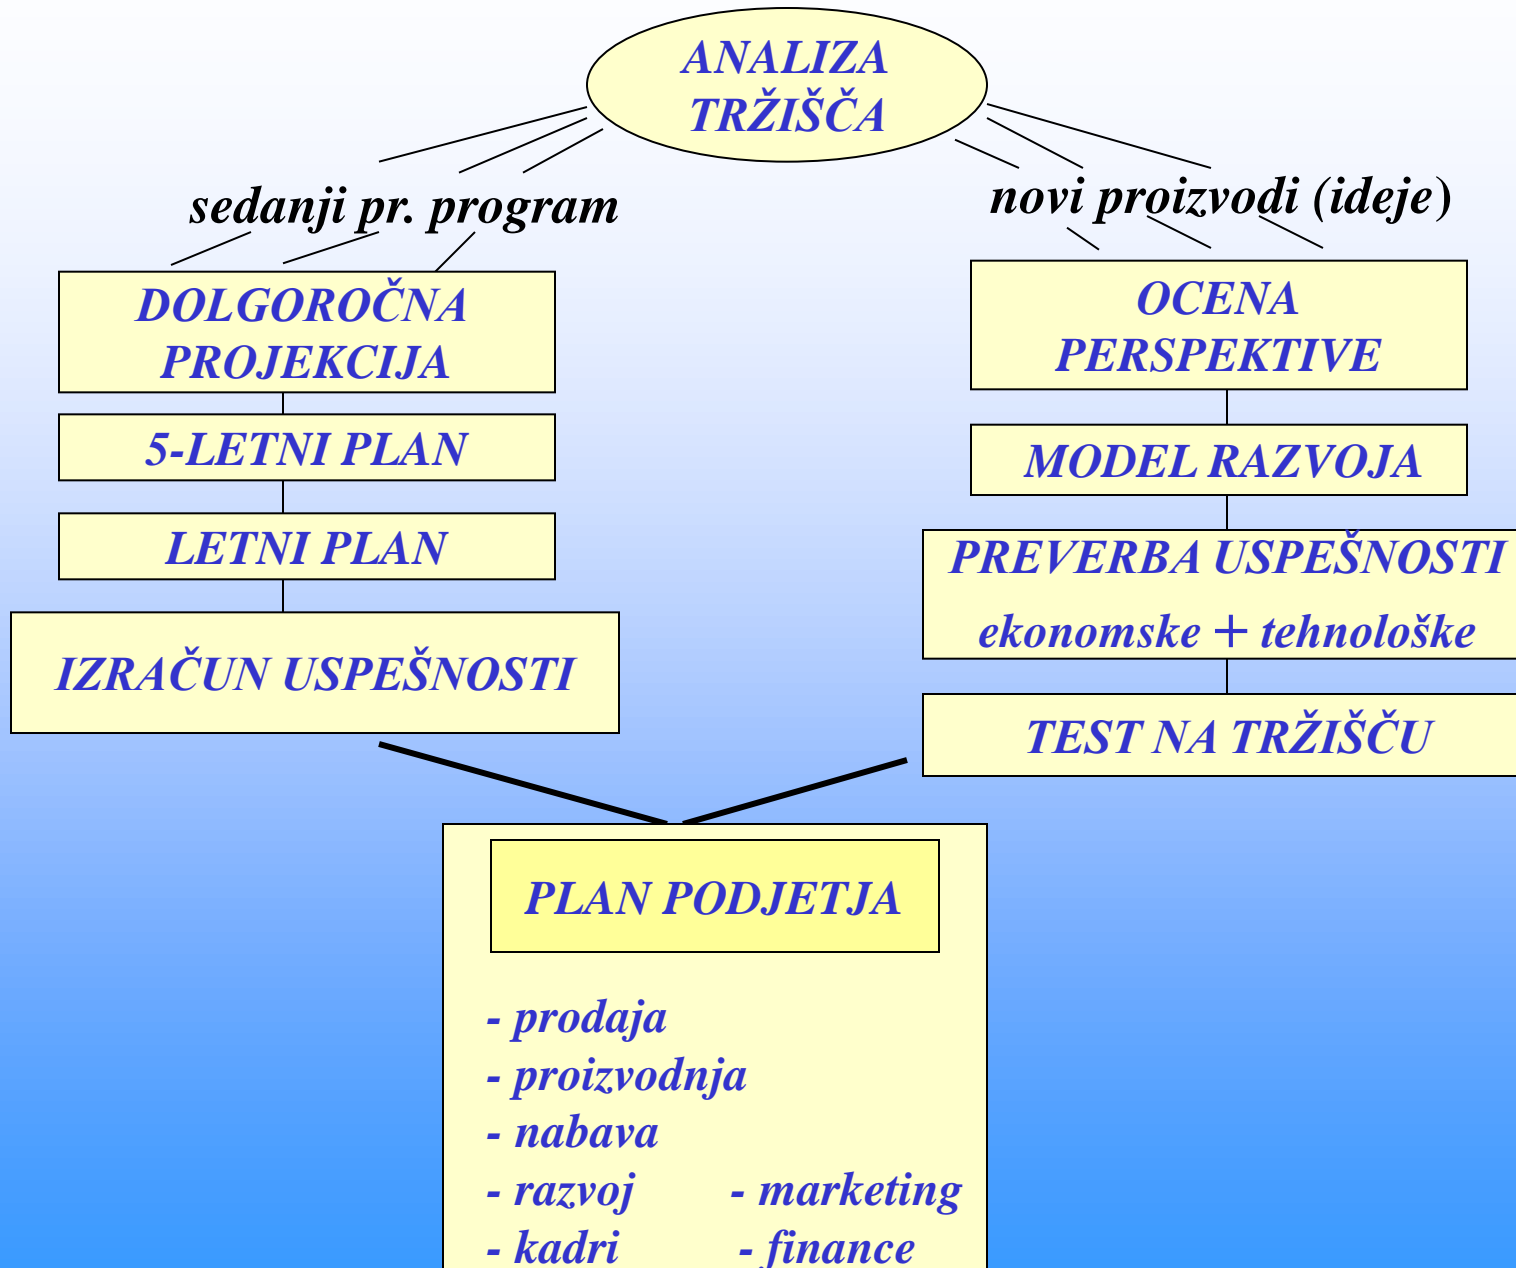 ANALIZA
TRŽIŠČA
sedanji pr. program
novi proizvodi (ideje)
DOLGOROČNA
PROJEKCIJA
5-LETNI PLAN
LETNI PLAN
IZRAČUN USPEŠNOSTI
OCENA
PERSPEKTIVE
MODEL RAZVOJA
PREVERBA USPEŠNOSTI
ekonomske + tehnološke
TEST NA TRŽIŠČU
PLAN PODJETJA
- prodaja
- proizvodnja
- nabava
- razvoj - marketing
- kadri - finance